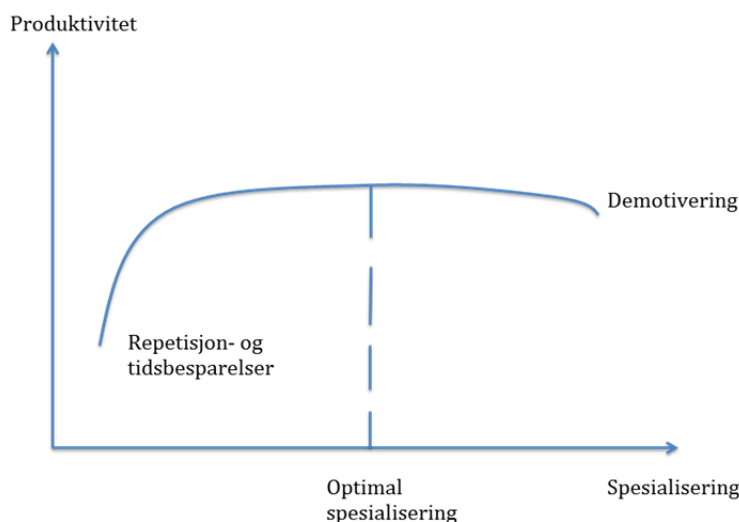 Produktivitet
Demotivering
Repetisjon- og
tidsbesparelser
Optimal
spesialisering
Spesialisering